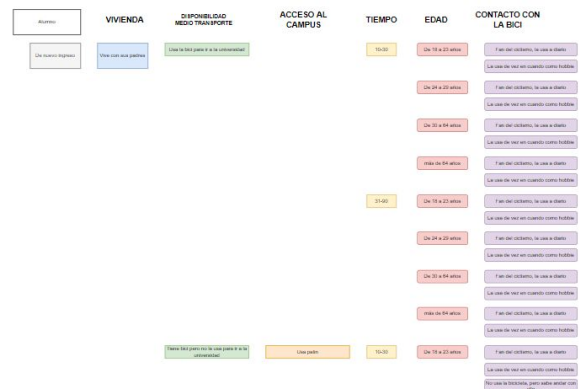 Alumno
VIVIENDA
DISPONIBILIDAD
MEDIO TRANSPORTE
ACCESO AL
CAMPUS
TIEMPO
EDAD
CONTACTO CON
LA BICI
De nuevo ingreso
Vive con sus padres
Usa la bici para ir a la universidad
10-30
De 18 a 23 años
Fan del ciclismo, la usa a diario
La usa de vez en cuando como hobbie
De 24 a 29 años
Fan del ciclismo, la usa a diario
La usa de vez en cuando como hobbie
De 30 a 64 años
Fan del ciclismo, la usa a diario
La usa de vez en cuando como hobbie
más de 64 años
Fan del ciclismo, la usa a diario
La usa de vez en cuando como hobbie
31-60
De 18 a 23 años
Fan del ciclismo, la usa a diario
La usa de vez en cuando como hobbie
De 24 a 29 años
Fan del ciclismo, la usa a diario
La usa de vez en cuando como hobbie
De 30 a 64 años
Fan del ciclismo, la usa a diario
La usa de vez en cuando como hobbie
más de 64 años
Fan del ciclismo, la usa a diario
La usa de vez en cuando como hobbie
Tiene bici pero no la usa para ir a la
universidad
Usa patín
10-30
De 18 a 23 años
Fan del ciclismo, la usa a diario
La usa de vez en cuando como hobbie
No usa la bicicleta, pero sabe andar con